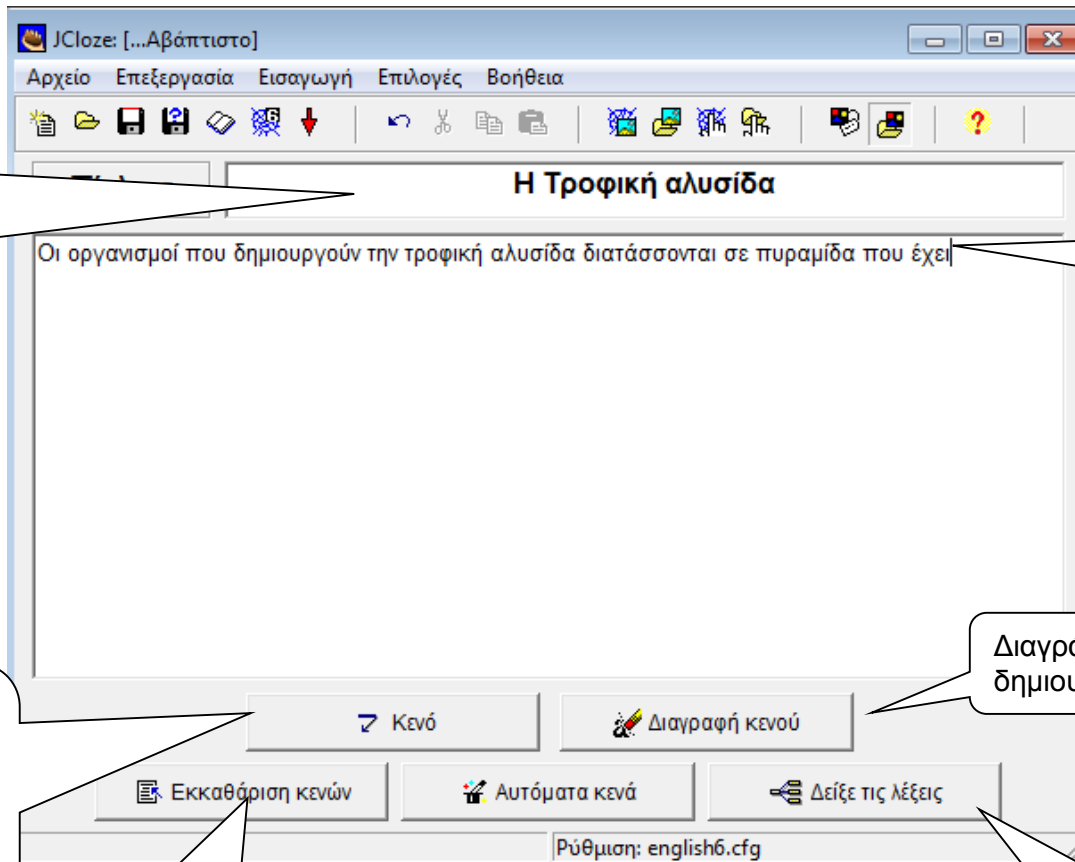 JCloze: [...Αβάπτιστο]
Αρχείο Επεξεργασία Εισαγωγή Επιλογές Βοήθεια
Η Τροφική αλυσίδα
Οι οργανισμοί που δημιουργούν την τροφική αλυσίδα διατάσσονται σε πυραμίδα που έχει
Κενό
Διαγραφή κενού
Εκκαθάριση κενών
Αυτόματα κενά
Δείξε τις λέξεις
Ρύθμιση: english6.cfg